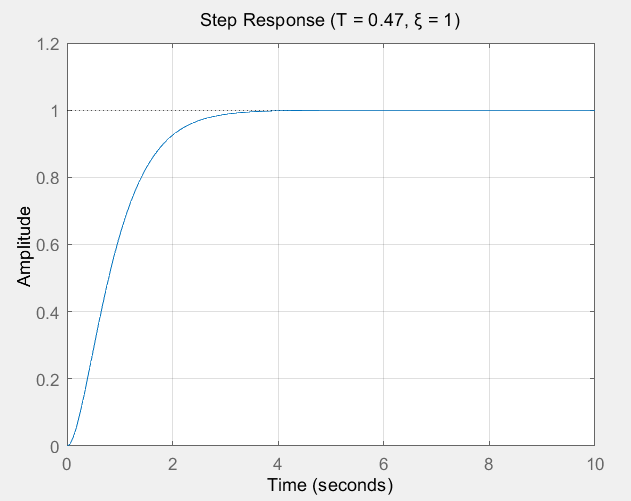 Step Response (T = 0.47, ξ = 1)
1.2
1
0.8
0.6
0.4
0.2
0
Amplitude
0 2 4 6 8 10
Time (seconds)